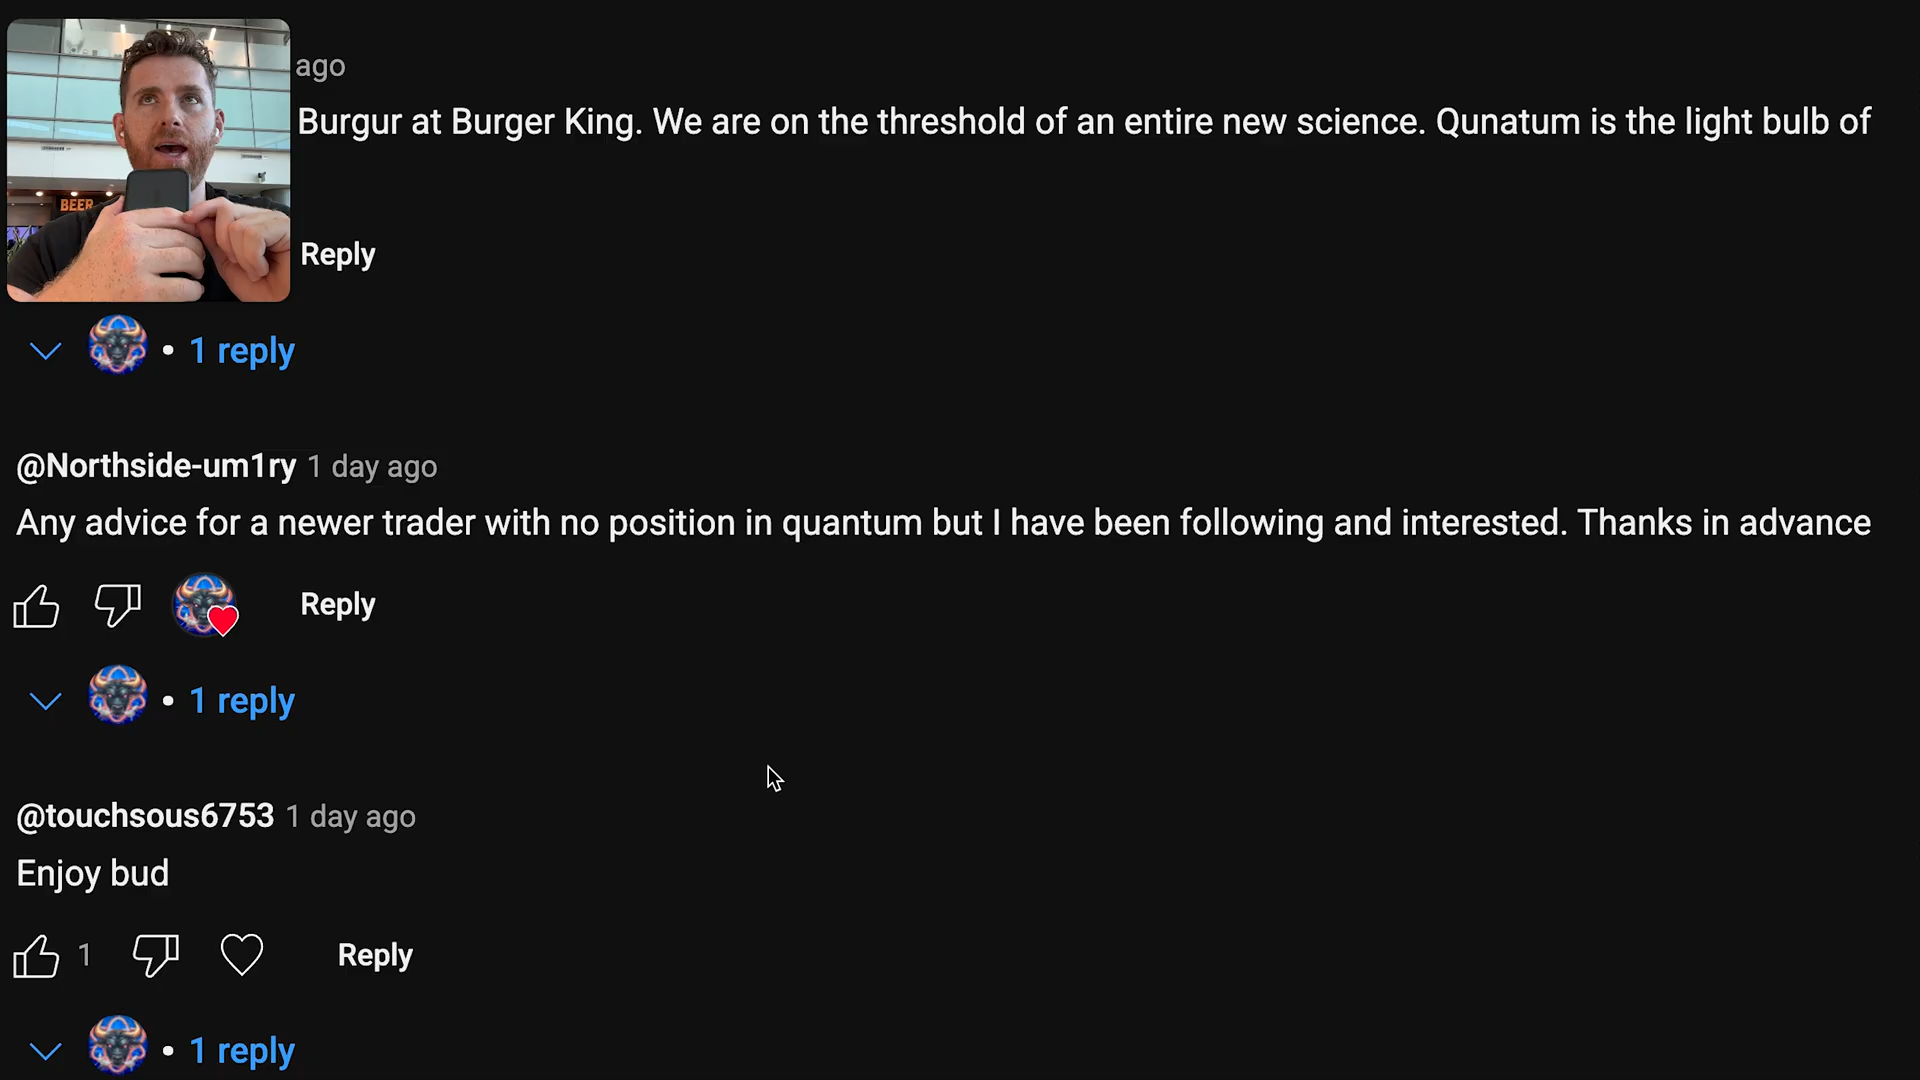 ago
Burgur at Burger King. We are on the threshold of an entire new science. Qunatum is the light bulb of
BEER
Reply
1 reply
@Northside-um1ry 1 day ago
Any advice for a newer trader with no position in quantum but I have been following and interested. Thanks in advance
Reply
1 reply
@touchsous6753 1 day ago
Enjoy bud
1 Reply
1 reply